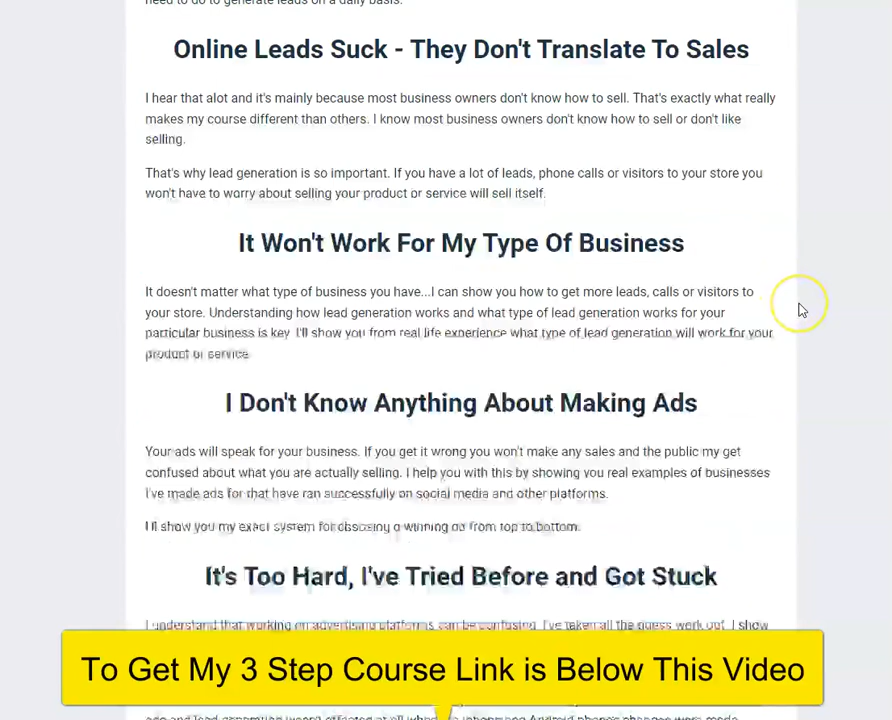 need to do to generate leads on a daily basis.
Online Leads Suck - They Don't Translate To Sales
I hear that alot and it's mainly because most business owners don't know how to sell. That's exactly what really
makes my course different than others. I know most business owners don't know how to sell or don't like
selling.
That's why lead generation is so important. If you have a lot of leads, phone calls or visitors to your store you
won't have to worry about selling your product or service will sell itself.
It Won't Work For My Type Of Business
It doesn't matter what type of business you have...I can show you how to get more leads, calls or visitors to
your store. Understanding how lead generation works and what type of lead generation works for your
particular business is key. I'll show you from real life experience what type of lead generation will work for your
product or service.
I Don't Know Anything About Making Ads
Your ads will speak for your business. If you get it wrong you won't make any sales and the public my get
confused about what you are actually selling. I help you with this by showing you real examples of businesses
I've made ads for that have ran successfully on social media and other platforms.
I'll show you my exact system for a winning ad from top to bottom.
It's Too Hard, I've Tried Before and Got Stuck
I understand that working on advertising platforms can be confusing. I've taken all the guess work out. I show
To Get My 3 Step Course Link is Below This Video